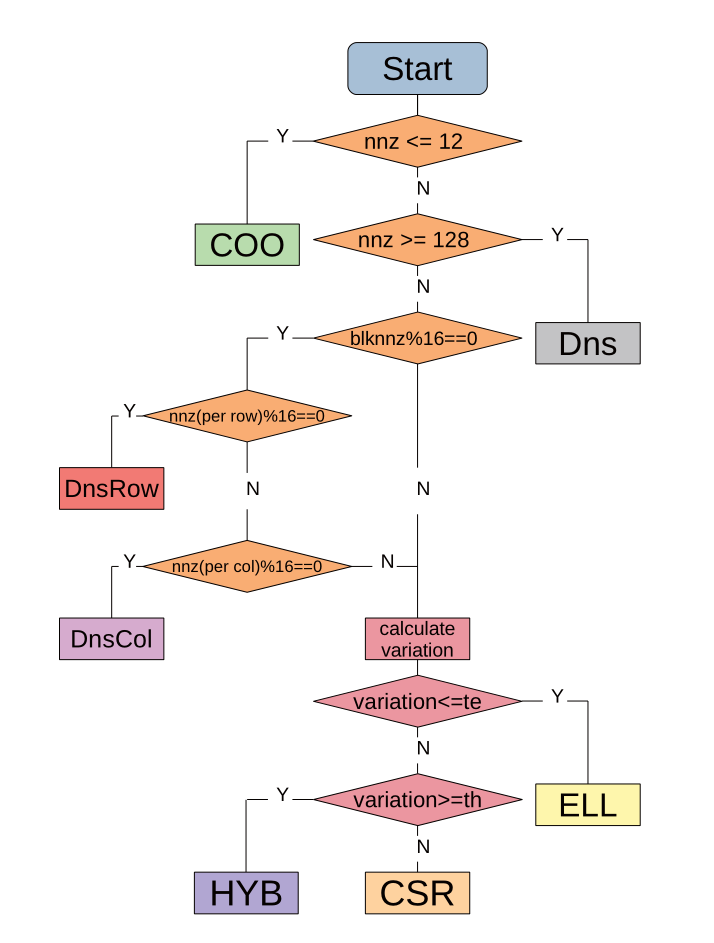 Start
Y
nnz <= 12
N
COO
nnz >= 128
Y
N
Y
blknnz%16==0
Dns
Y
nnz(per row)%16==0
DnsRow
N
N
Y
nnz(per col)%16==0
N
DnsCol
calculate
variation
variation<=te
Y
N
Y
variation>=th
ELL
N
HYB
CSR